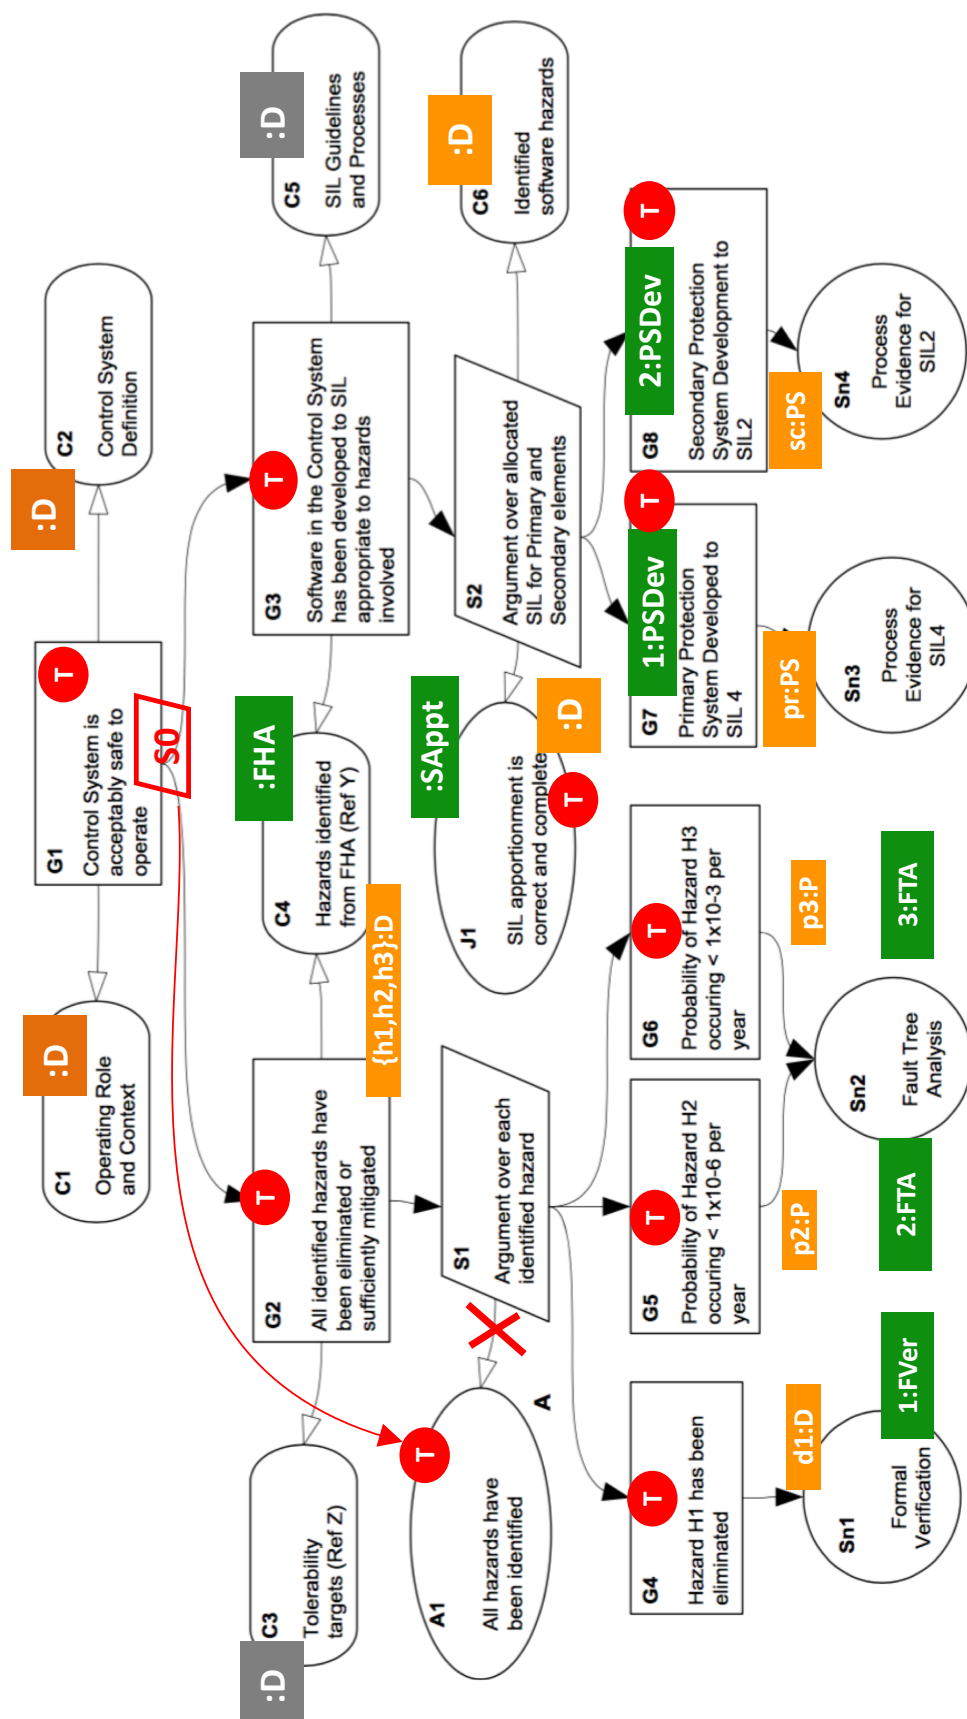 :D
C1
Operating Role
and Context
T
G1
Control System is
acceptably safe to
operate
S0
:D
C2
Control System
Definition
:D
C3
Tolerability
targets (Ref Z)
T
G2
All identified hazards have
been eliminated or
sufficiently mitigated
{h1,h2,h3}:D
:FHA
C4
Hazards identified
from FHA (Ref Y)
T
G3
Software in the Control System
has been developed to SIL
appropriate to hazards
involved
:D
C5
SIL Guidelines
and Processes
T
A1
All hazards have
been identified
A
S1
Argument over each
identified hazard
:SAppt
J1
SIL apportionment is
correct and complete
T
:D
S2
Argument over allocated
SIL for Primary and
Secondary elements
:D
C6
Identified
software hazards
T
G4
Hazard H1 has been
eliminated
T
G5
Probability of Hazard H2
occuring < 1x10-6 per
year
T
G6
Probability of Hazard H3
occuring < 1x10-3 per
year
1:PSDev
T
G7
Primary Protection
System Developed to
SIL 4
2:PSDev
T
G8
Secondary Protection
System Development to
SIL2
d1:D
p2:P
p3:P
pr:PS
sc:PS
Sn1
Formal
Verification
1:FVer
2:FTA
Sn2
Fault Tree
Analysis
3:FTA
Sn3
Process
Evidence for
SIL4
Sn4
Process
Evidence for
SIL2